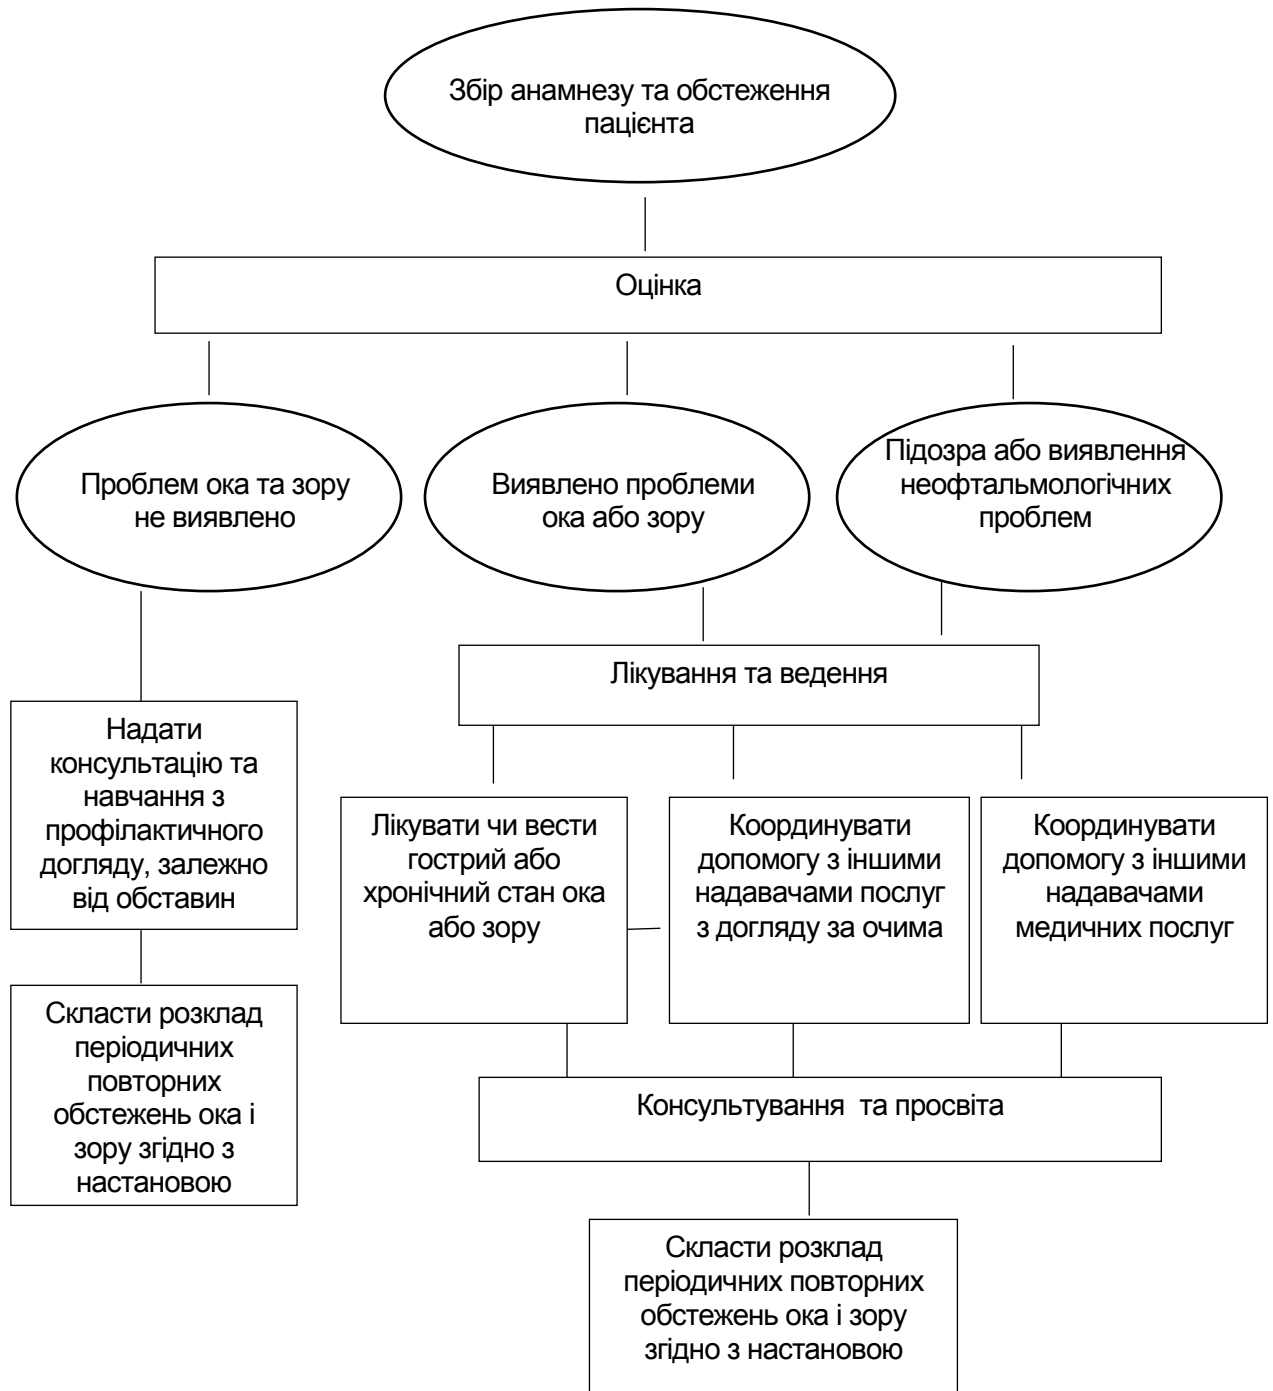 Збір анамнезу та обстеження
пацієнта
Оцінка
Проблем ока та зору
не виявлено
Виявлено проблеми
ока або зору
Підозра або виявлення
неофтальмологічних
проблем
Лікування та ведення
Надати
консультацію та
навчання з
профілактичного
догляду, залежно
від обставин
Лікувати чи вести
гострий або
хронічний стан ока
або зору
Координувати
допомогу з іншими
надавачами послуг
з догляду за очима
Координувати
допомогу з іншими
надавачами
медичних послуг
Скласти розклад
періодичних
повторних
обстежень ока і
зору згідно з
настановою
Консультування та просвіта
Скласти розклад
періодичних повторних
обстежень ока і зору
згідно з настановою